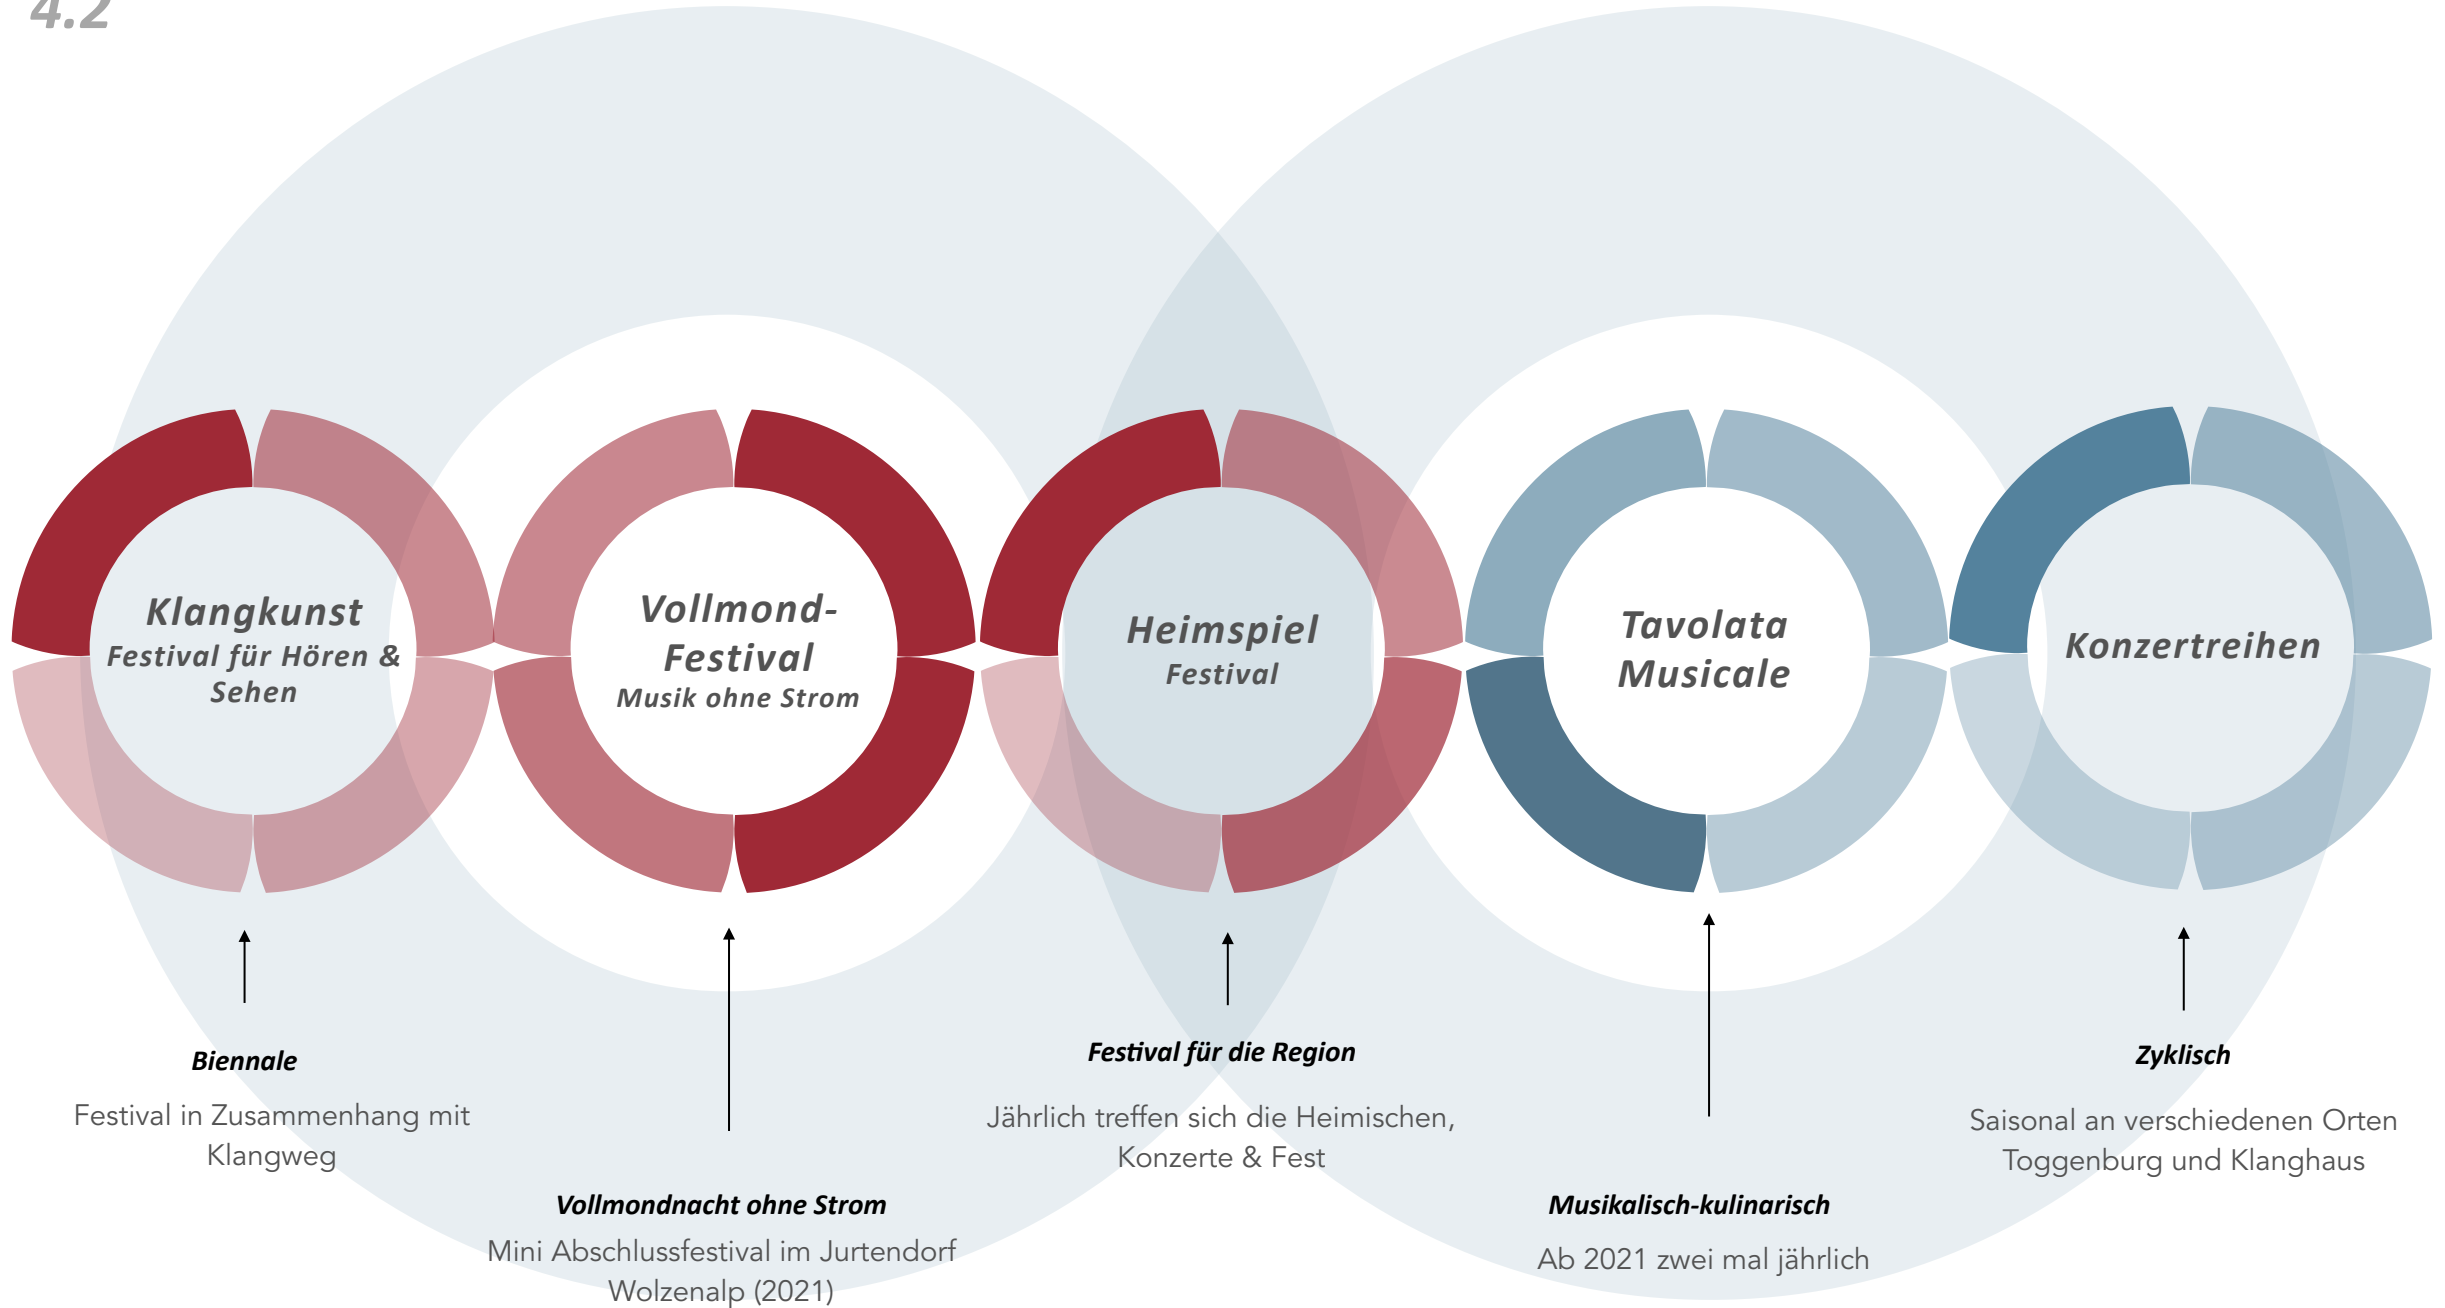 4.2
Klangkunst
Festival für Hören &
Sehen
Vollmond-
Festival
Musik ohne Strom
Heimspiel
Festival
Tavolata
Musicale
Konzertreihen
Biennale
Festival in Zusammenhang mit
Klangweg
Vollmondnacht ohne Strom
Mini Abschlussfestival im Jurtendorf
Wolzenalp (2021)
Festival für die Region
Jährlich treffen sich die Heimischen,
Konzerte & Fest
Musikalisch-kulinarisch
Ab 2021 zwei mal jährlich
Zyklisch
Saisonal an verschiedenen Orten
Toggenburg und Klanghaus